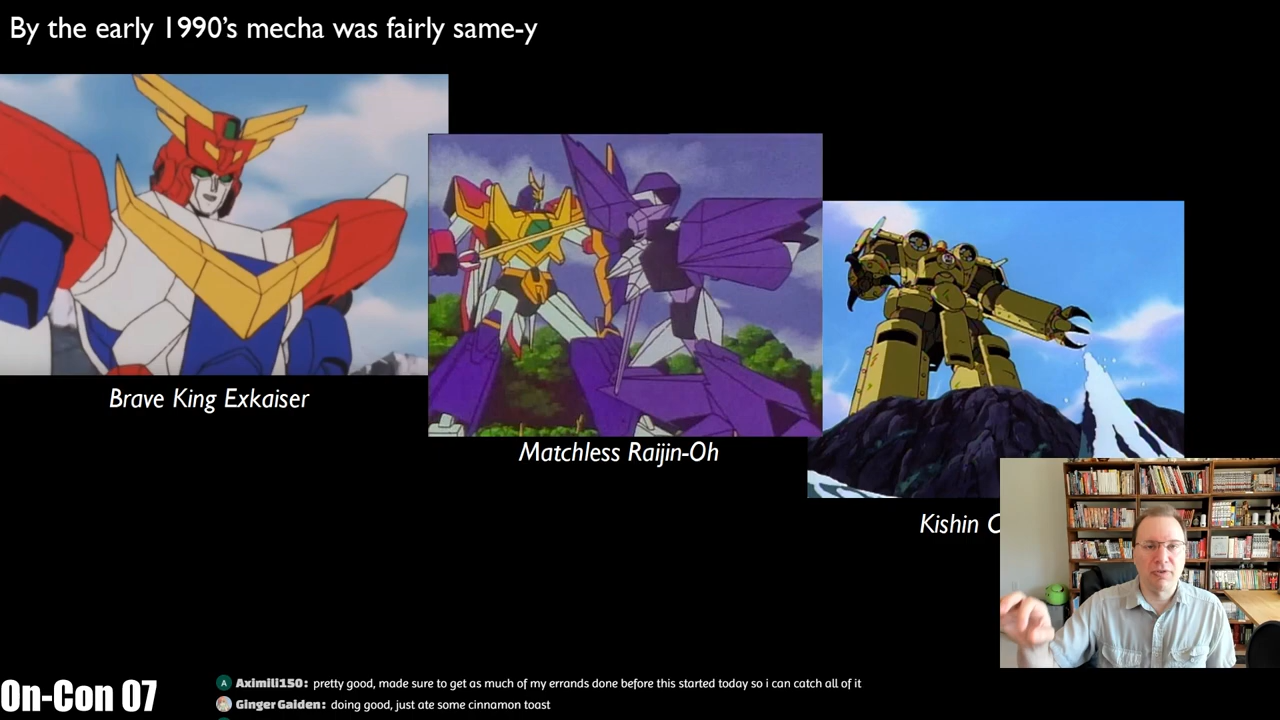 By the early 1990's mecha was fairly same-y
Brave King Exkaiser
Matchless Raijin-Oh
Kishin
On-Con 07
Aximili150: pretty good, made sure to get as much of my errands done before this started today so i can catch all of it
Ginger Galden: doing good, just ate some cinnamon toast